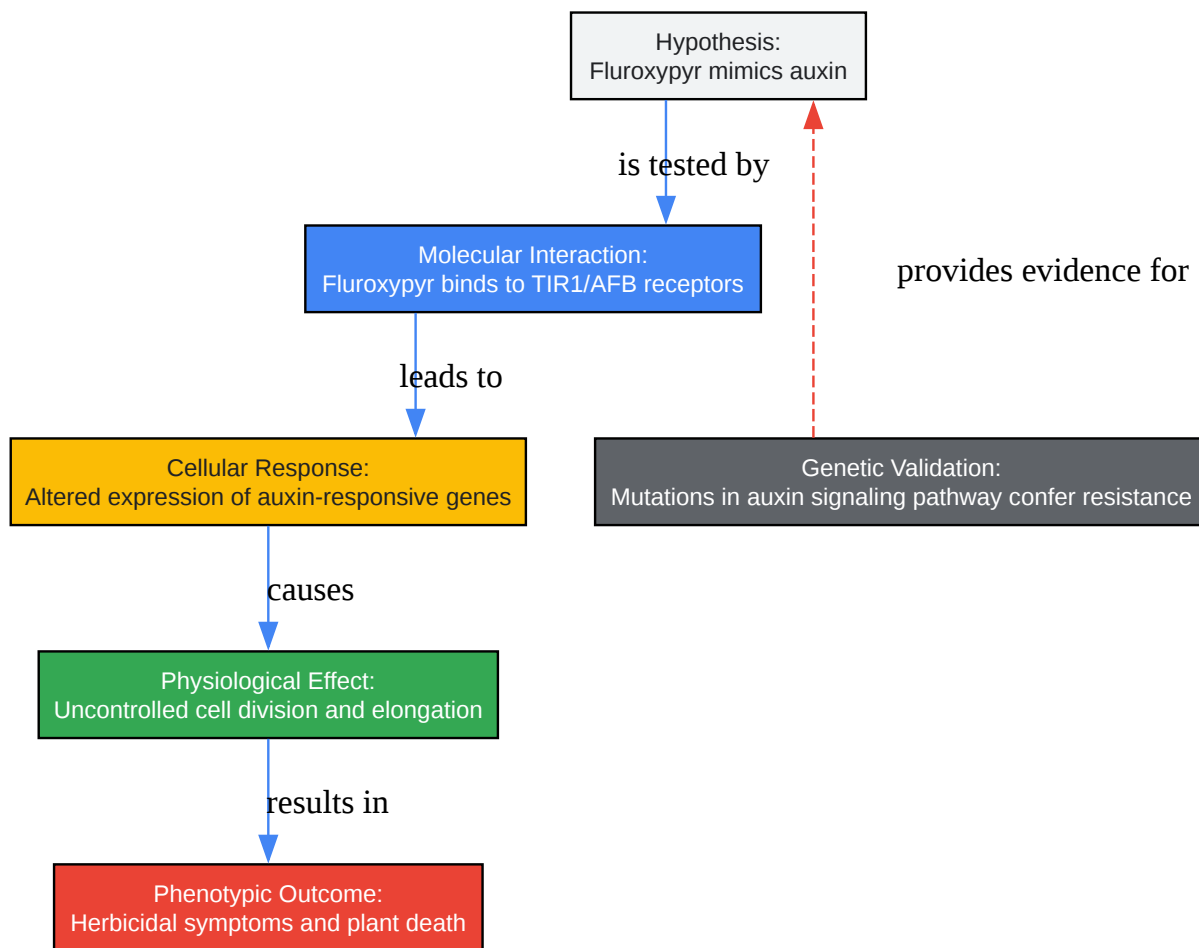 Hypothesis:
Fluroxypyr mimics auxin
is tested by
Molecular Interaction:
Fluroxypyr binds to TIR1/AFB receptors
provides evidence for
leads to
Cellular Response:
Altered expression of auxin-responsive genes
Genetic Validation:
Mutations in auxin signaling pathway confer resistance
causes
Physiological Effect:
Uncontrolled cell division and elongation
results in
Phenotypic Outcome:
Herbicidal symptoms and plant death